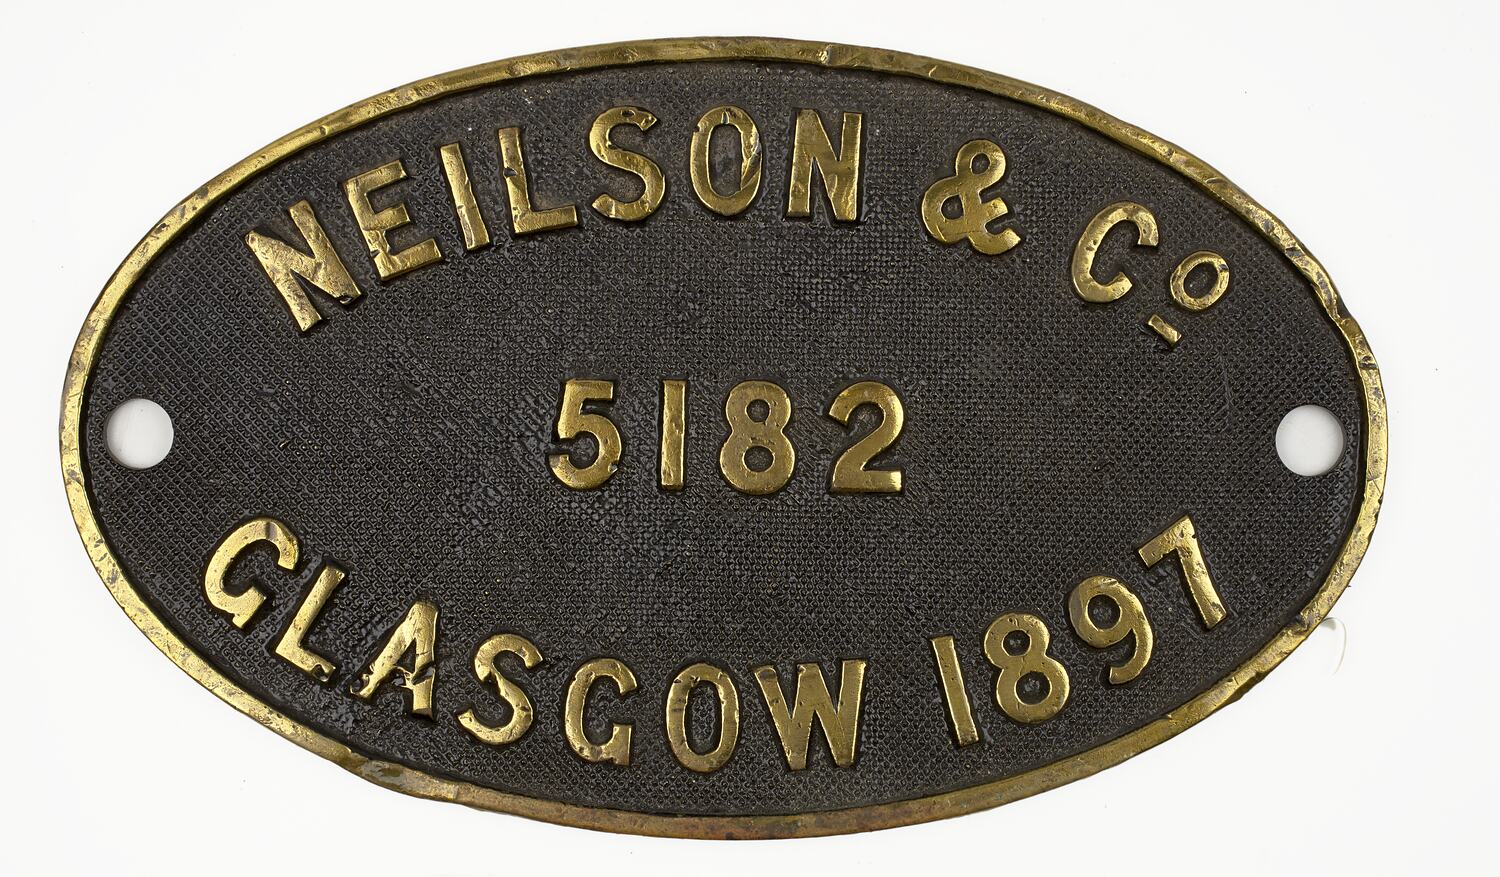 NEILSON & Cº
5182
GLASGOW 1897